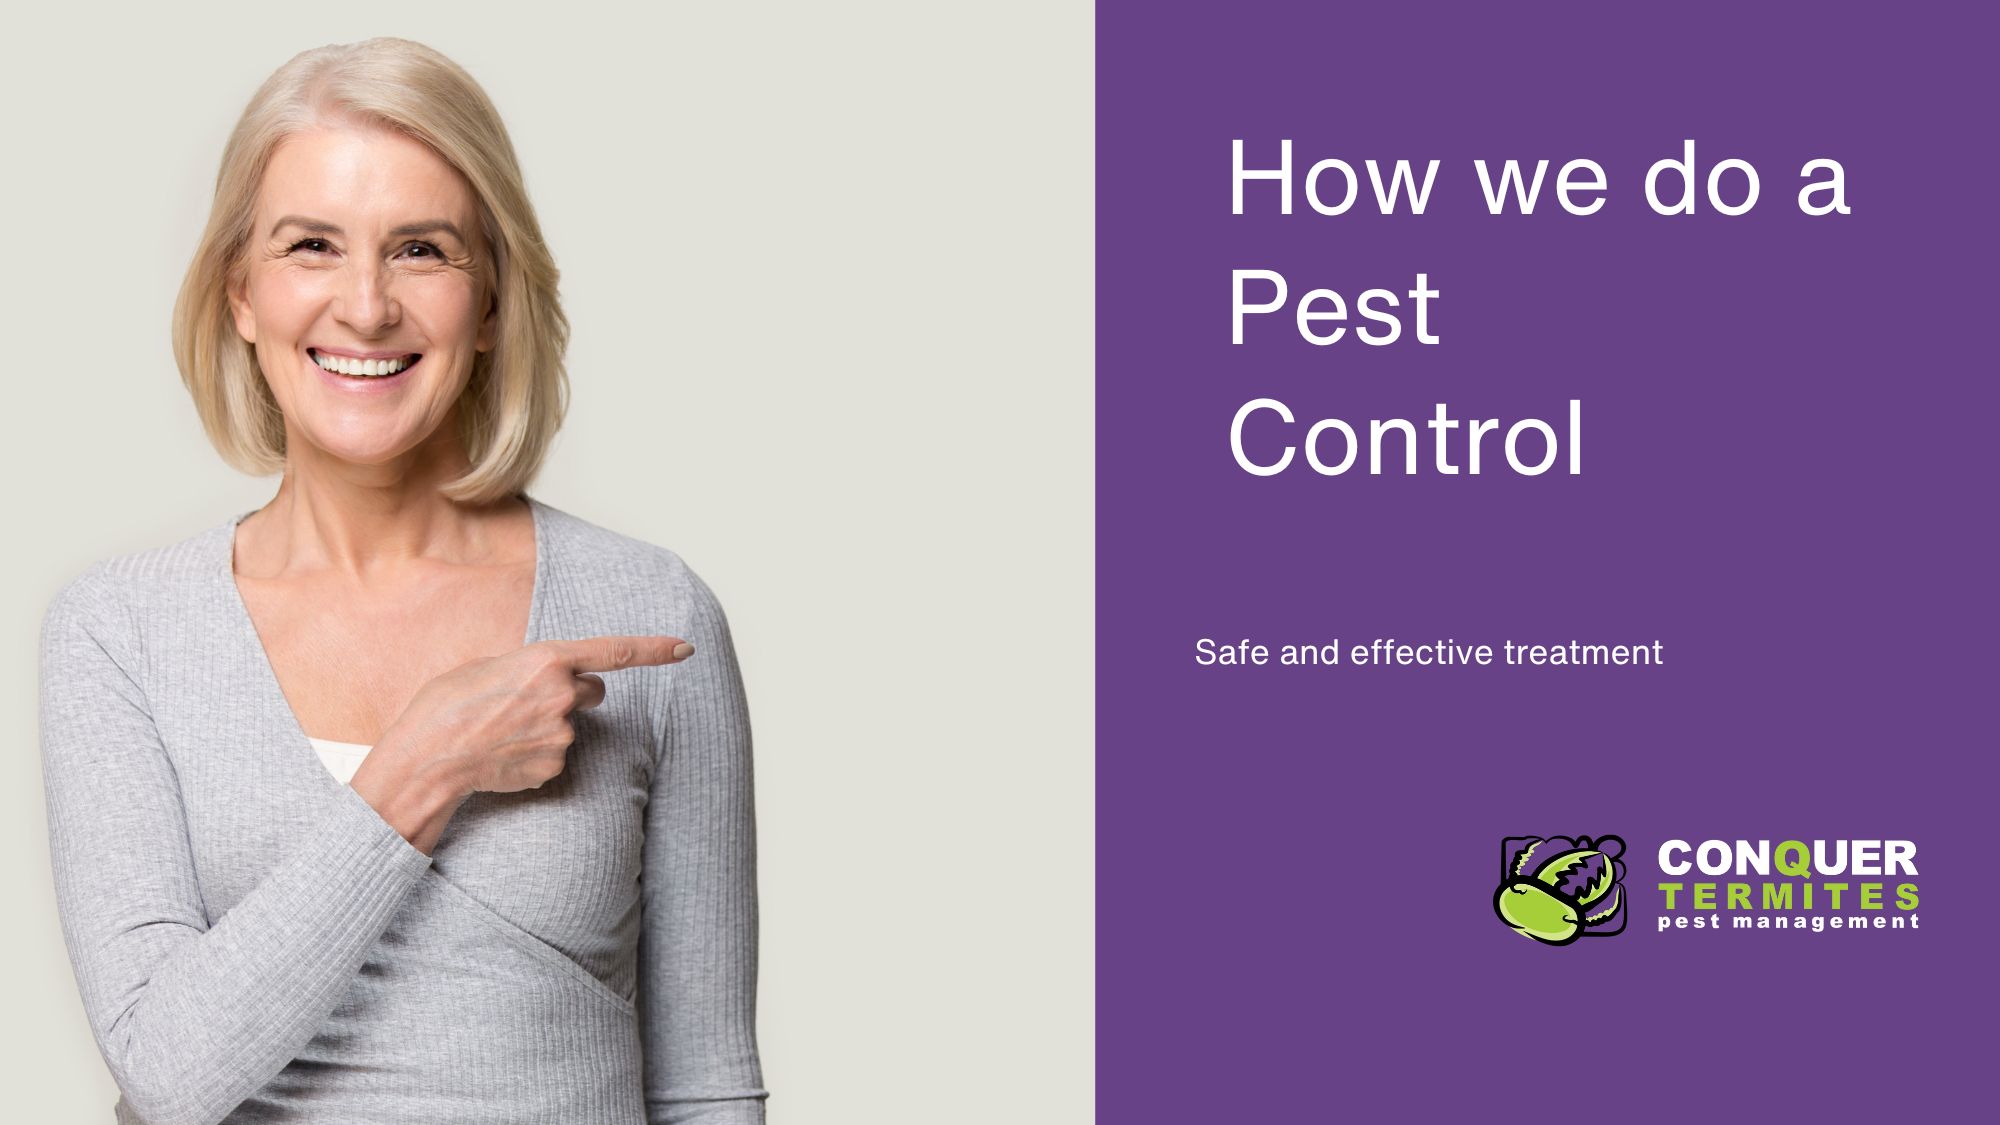 How we do a
Pest
Control
Safe and effective treatment
CONQUER
TERMITES
pest management